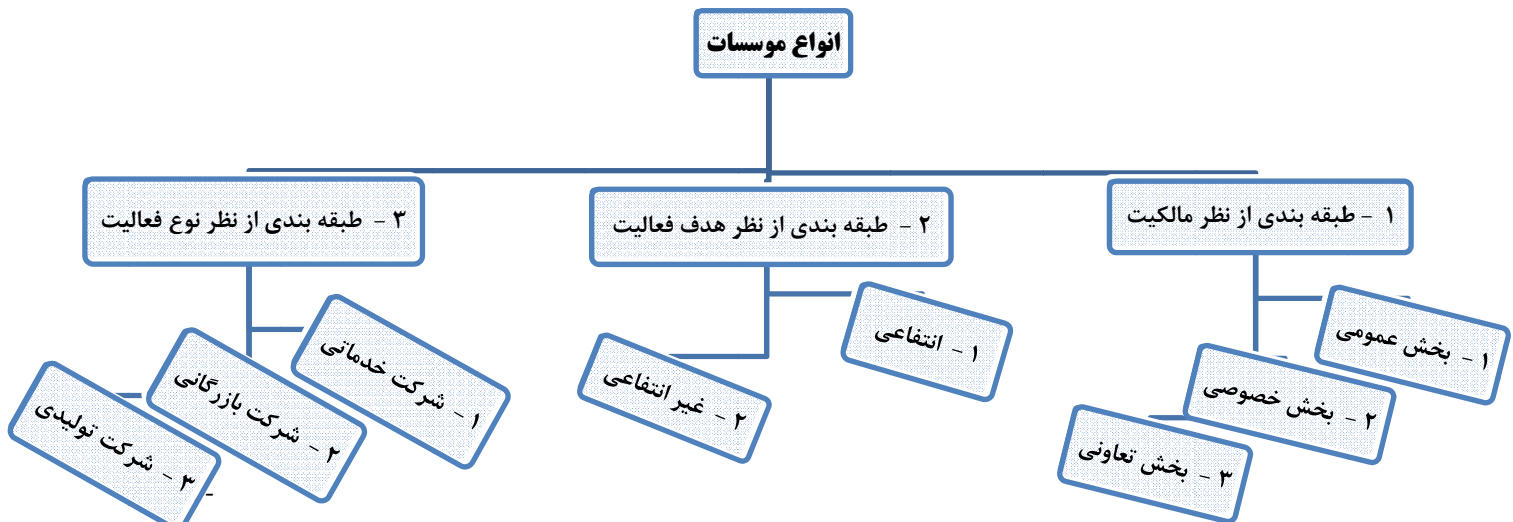 انواع موسسات
۱ - طبقه بندی از نظر مالکیت
۱ - بخش عمومی
۲ - بخش خصوصی
۳ - بخش تعاونی
۲ - طبقه بندی از نظر هدف فعالیت
۱ - انتفاعی
۲ - غیر انتفاعی
۳ - طبقه بندی از نظر نوع فعالیت
۱ - شرکت خدماتی
۲ - شرکت بازرگانی
۳ - شرکت تولیدی
-